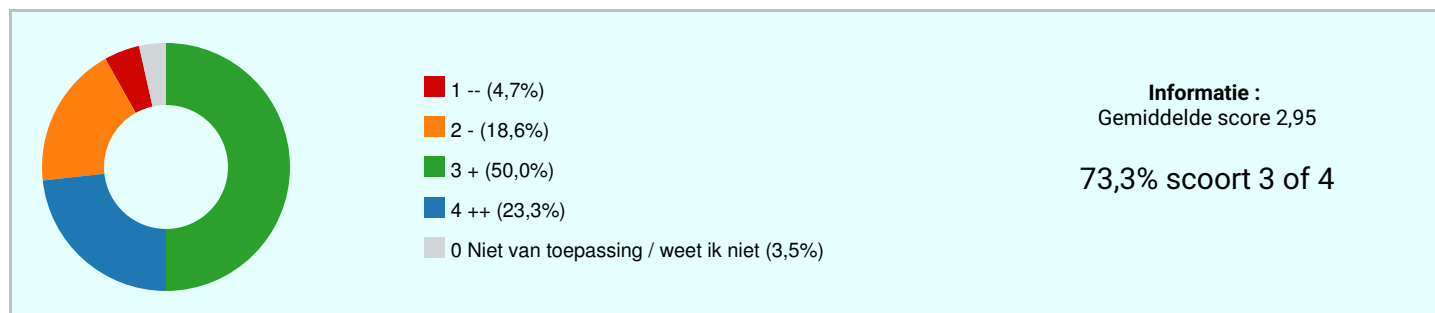 1 -- (4,7%)
2 - (18,6%)
3 + (50,0%)
4 ++ (23,3%)
0 Niet van toepassing / weet ik niet (3,5%)
Informatie :
Gemiddelde score 2,95
73,3% scoort 3 of 4